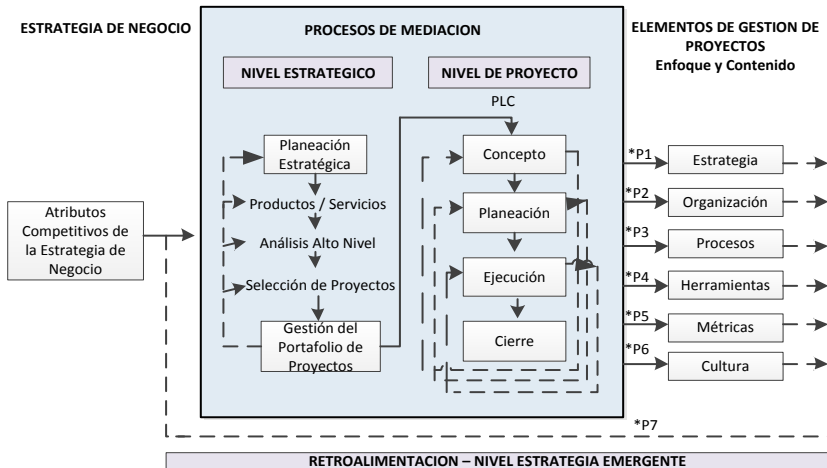 ESTRATEGIA DE NEGOCIO
PROCESOS DE MEDIACION
ELEMENTOS DE GESTION DE
PROYECTOS
Enfoque y Contenido
NIVEL ESTRATEGICO
NIVEL DE PROYECTO
PLC
Planeación
Estratégica
Productos / Servicios
Análisis Alto Nivel
Selección de Proyectos
Gestión del
Portafolio de
Proyectos
Concepto
Planeación
Ejecución
Cierre
Atributos
Competitivos de
la Estrategia de
Negocio
*P1
Estrategia
*P2
Organización
*P3
Procesos
*P4
Herramientas
*P5
Métricas
*P6
Cultura
*P7
RETROALIMENTACION – NIVEL ESTRATEGIA EMERGENTE